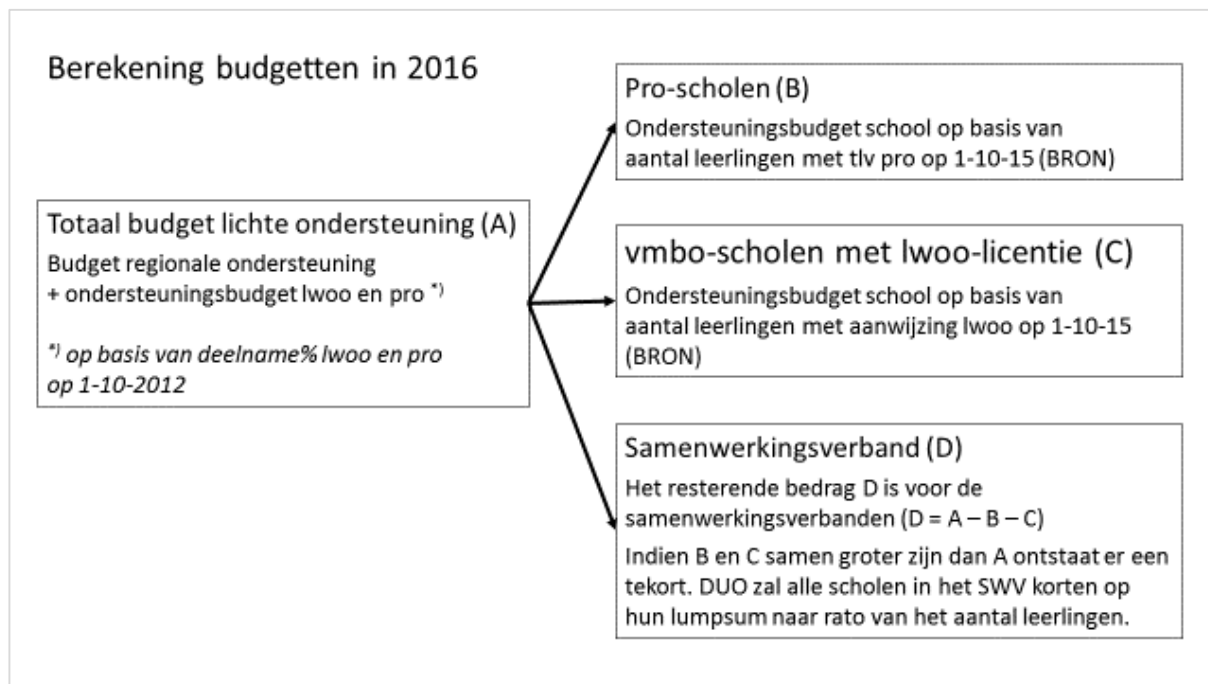 Berekening budgetten in 2016
Totaal budget lichte ondersteuning (A)
Budget regionale ondersteuning
+ ondersteuningsbudget lwoo en pro *)
*) op basis van deelname% lwoo en pro
op 1-10-2012
Pro-scholen (B)
Ondersteuningsbudget school op basis van
aantal leerlingen met tlv pro op 1-10-15 (BRON)
vmbo-scholen met lwoo-licentie (C)
Ondersteuningsbudget school op basis van
aantal leerlingen met aanwijzing lwoo op 1-10-15
(BRON)
Samenwerkingsverband (D)
Het resterende bedrag D is voor de
samenwerkingsverbanden (D = A – B – C)
Indien B en C samen groter zijn dan A ontstaat er een
tekort. DUO zal alle scholen in het SWV korten op
hun lumpsum naar rato van het aantal leerlingen.